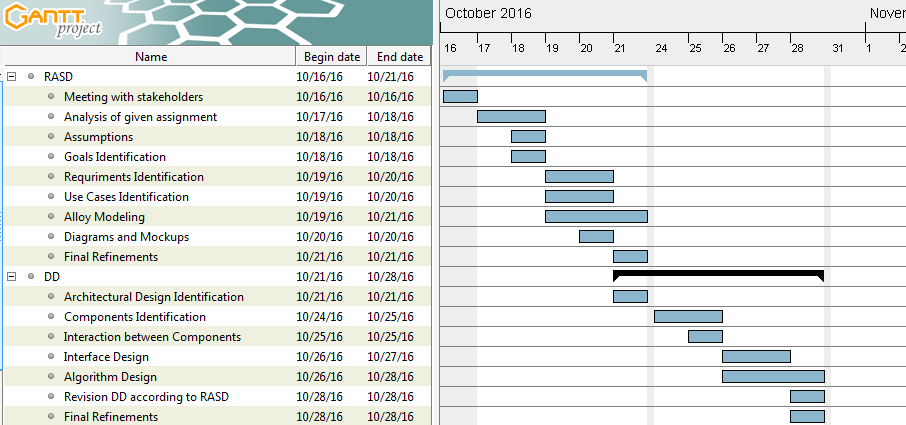 GANTT
project
October 2016
Novem
Name Begin date End date
16 17 18 19 20 21 24 25 26 27 28 31 1 2
RASD 10/16/16 10/21/16
Meeting with stakeholders 10/16/16 10/16/16
Analysis of given assignment 10/17/16 10/18/16
Assumptions 10/18/16 10/18/16
Goals Identification 10/18/16 10/18/16
Requriments Identification 10/19/16 10/20/16
Use Cases Identification 10/19/16 10/20/16
Alloy Modeling 10/19/16 10/21/16
Diagrams and Mockups 10/20/16 10/20/16
Final Refinements 10/21/16 10/21/16
DD 10/21/16 10/28/16
Architectural Design Identification 10/21/16 10/21/16
Components Identification 10/24/16 10/25/16
Interaction between Components 10/25/16 10/25/16
Interface Design 10/26/16 10/27/16
Algorithm Design 10/26/16 10/28/16
Revision DD according to RASD 10/28/16 10/28/16
Final Refinements 10/28/16 10/28/16